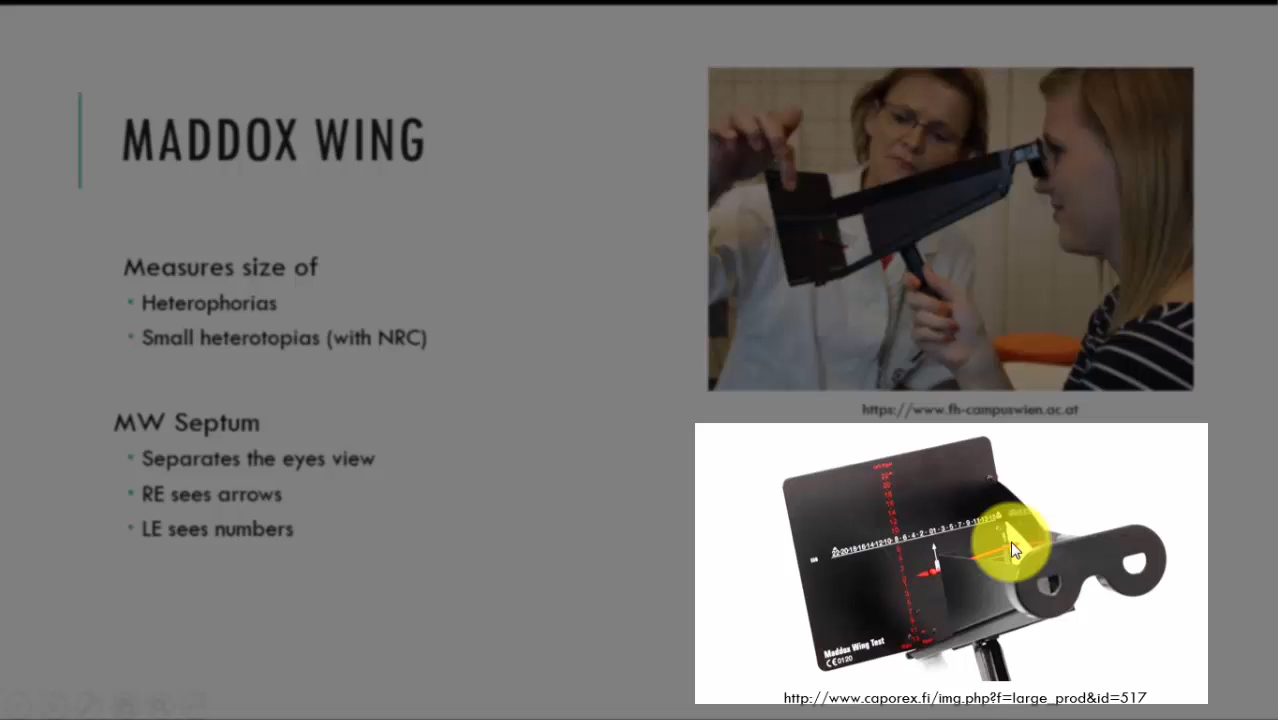 MADDOX WING
Measures size of
Heterophorias
Small heterotopias (with NRC)
MW Septum
Separates the eyes view
RE sees arrows
LE sees numbers
https://www.fh-campuswien.ac.at
Maddox Wing Test
CE0120
http://www.caporex.fi/img.php?f=large_prod&id=517